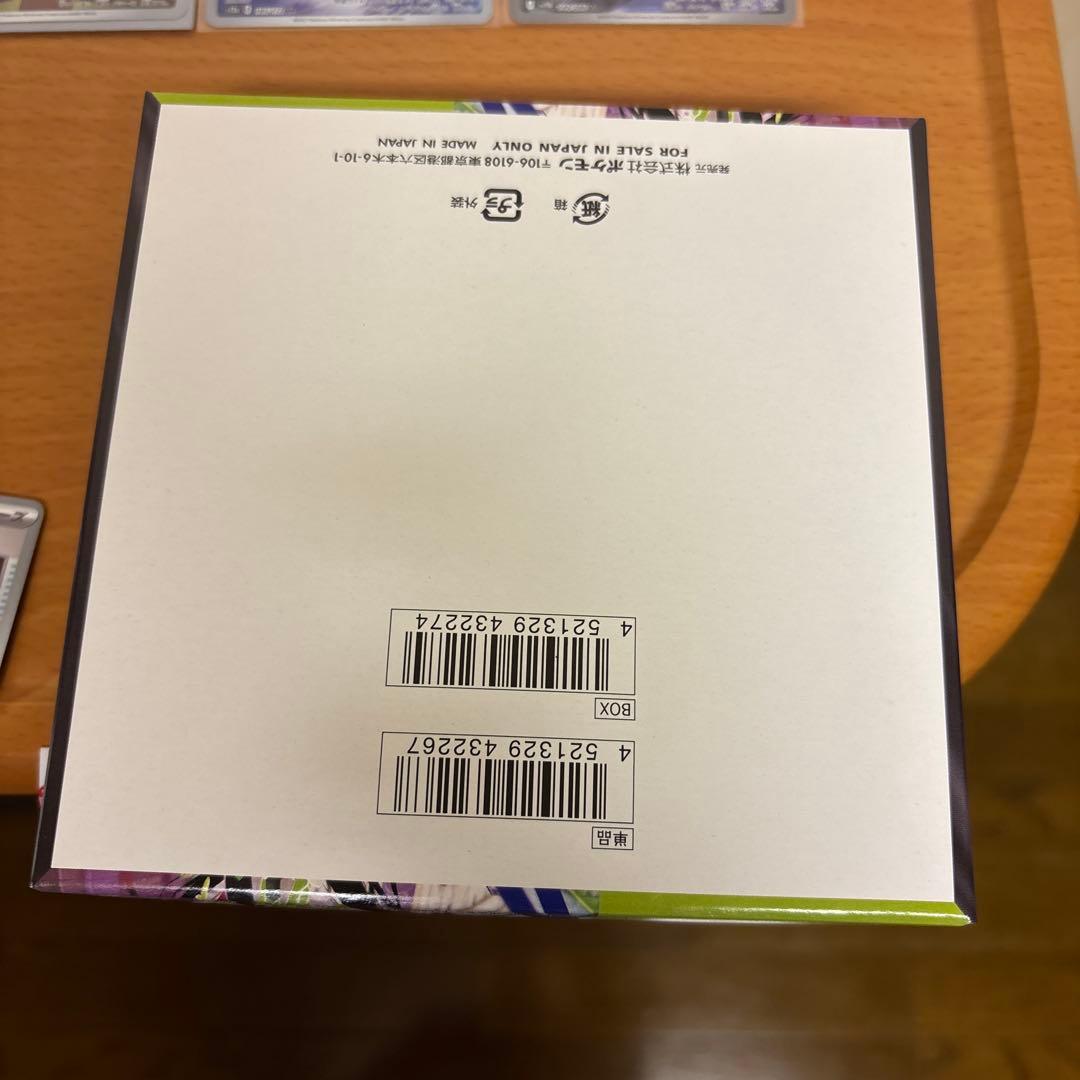 単品
4 521329 432267
BOX
4 521329 432274
紙 箱 プラ 外装
発売元 株式会社 ポケモン 〒106-6108 東京都港区六本木6-10-1
FOR SALE IN JAPAN ONLY MADE IN JAPAN